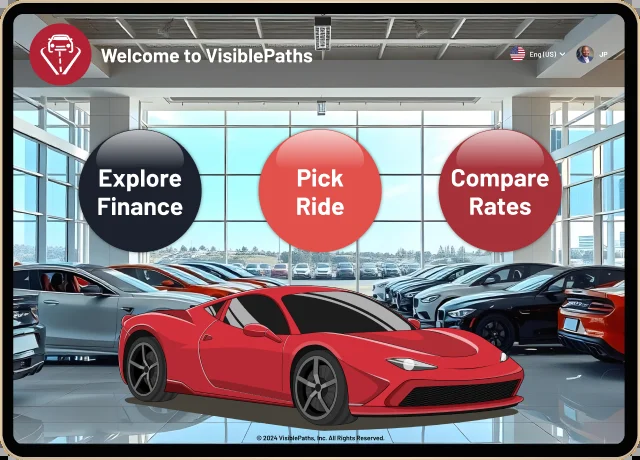 Welcome to VisiblePaths
Eng (US)
JP
Explore
Finance
Pick
Ride
Compare
Rates
© 2024 VisiblePaths, Inc. All Rights Reserved.